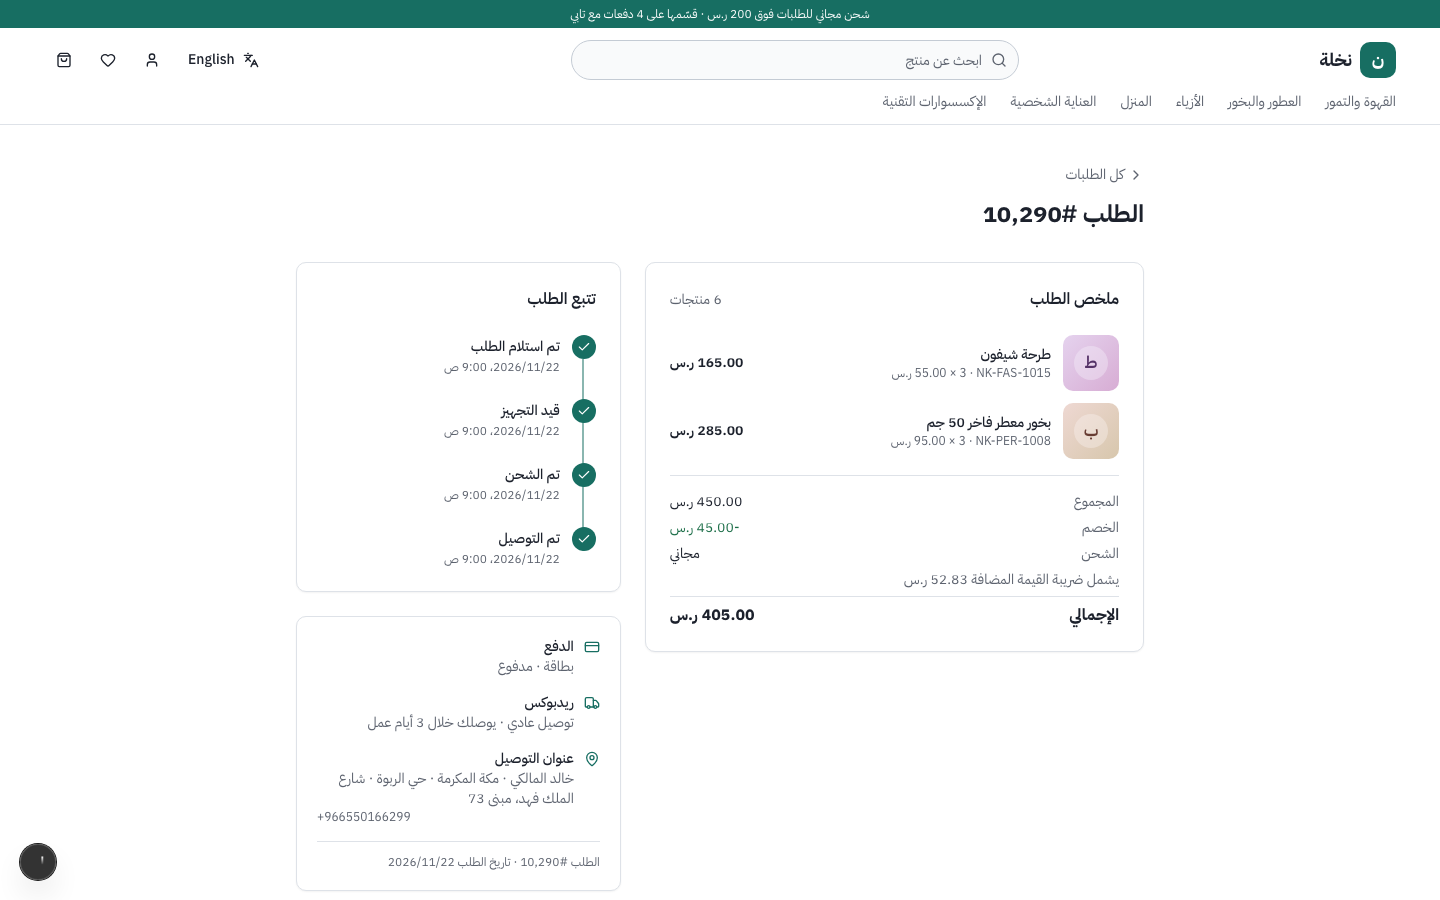 شحن مجاني للطلبات فوق 200 ر.س · قسّمها على 4 دفعات مع تابي
ن
نخلة
ابحث عن منتج
English
القهوة والتمور
العطور والبخور
الأزياء
المنزل
العناية الشخصية
الإكسسوارات التقنية
كل الطلبات
الطلب #10,290
ملخص الطلب
6 منتجات
ط
طرحة شيفون
NK-FAS-1015 · 3 × 55.00 ر.س
165.00 ر.س
ب
بخور معطر فاخر 50 جم
NK-PER-1008 · 3 × 95.00 ر.س
285.00 ر.س
المجموع
450.00 ر.س
الخصم
-45.00 ر.س
الشحن
مجاني
يشمل ضريبة القيمة المضافة 52.83 ر.س
الإجمالي
405.00 ر.س
تتبع الطلب
تم استلام الطلب
2026/11/22، 9:00 ص
قيد التجهيز
2026/11/22، 9:00 ص
تم الشحن
2026/11/22، 9:00 ص
تم التوصيل
2026/11/22، 9:00 ص
الدفع
بطاقة · مدفوع
ريدبوكس
توصيل عادي · يوصلك خلال 3 أيام عمل
عنوان التوصيل
خالد المالكي · مكة المكرمة · حي الربوة · شارع
الملك فهد، مبنى 73
+966550166299
الطلب #10,290 · تاريخ الطلب 2026/11/22